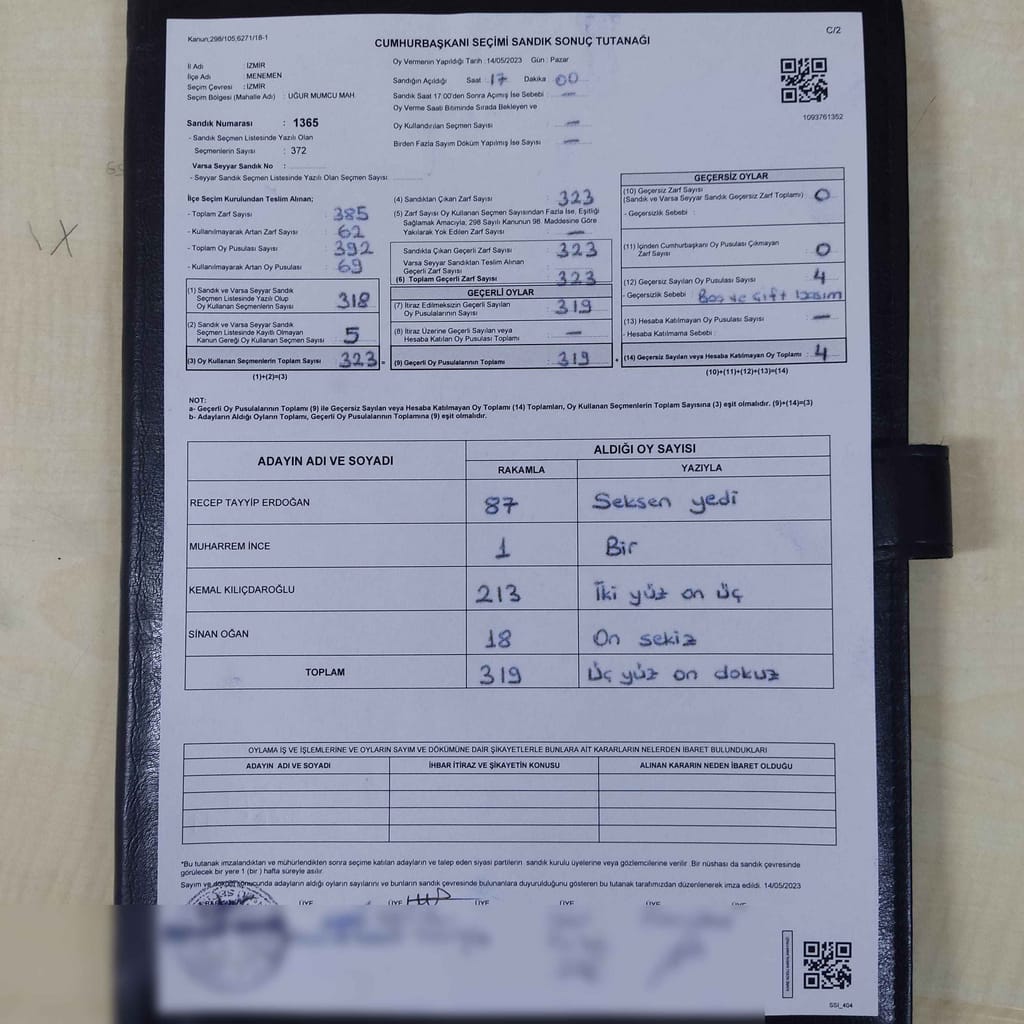 Kanun;298/105,6271/18-1
C/2
CUMHURBAŞKANI SEÇİMİ SANDIK SONUÇ TUTANAĞI
İl Adı : İZMİR
İlçe Adı : MENEMEN
Seçim Çevresi : İZMİR
Seçim Bölgesi (Mahalle Adı) : UĞUR MUMCU MAH
Sandık Numarası : 1365
- Sandık Seçmen Listesinde Yazılı Olan
Seçmenlerin Sayısı : 372
Varsa Seyyar Sandık No :
- Seyyar Sandık Seçmen Listesinde Yazılı Olan Seçmen Sayısı:
Oy Vermenin Yapıldığı Tarih : 14/05/2023 Gün : Pazar
Sandığın Açıldığı Saat 17 Dakika 00
Sandık Saat 17:00'den Sonra Açımış İse Sebebi : —
Oy Verme Saati Bitiminde Sırada Bekleyen ve
Oy Kullandırılan Seçmen Sayısı : —
Birden Fazla Sayım Döküm Yapılmış İse Sayısı : —
1093761352
İlçe Seçim Kurulundan Teslim Alınan;
- Toplam Zarf Sayısı : 385
- Kullanılmayarak Artan Zarf Sayısı : 62
- Toplam Oy Pusulası Sayısı : 392
- Kullanılmayarak Artan Oy Pusulası : 69
(1) Sandık ve Varsa Seyyar Sandık
Seçmen Listesinde Yazılı Olup
Oy Kullanan Seçmenlerin Sayısı 318
(2) Sandık ve Varsa Seyyar Sandık
Seçmen Listesinde Kayıtlı Olmayan
Kanun Gereği Oy Kullanan Seçmen Sayısı 5
(3) Oy Kullanan Seçmenlerin Toplam Sayısı : 323 =
(1)+(2)=(3)
(4) Sandıktan Çıkan Zarf Sayısı : 323
(5) Zarf Sayısı Oy Kullanan Seçmen Sayısından Fazla İse, Eşitliği
Sağlamak Amacıyla; 298 Sayılı Kanunun 98. Maddesine Göre
Yakılarak Yok Edilen Zarf Sayısı : —
Sandıkta Çıkan Geçerli Zarf Sayısı : 323
Varsa Seyyar Sandıktan Teslim Alınan
Geçerli Zarf Sayısı :
(6) Toplam Geçerli Zarf Sayısı : 323
GEÇERLİ OYLAR
(7) İtiraz Edilmeksizin Geçerli Sayılan
Oy Pusulalarının Sayısı : 319
(8) İtiraz Üzerine Geçerli Sayılan veya
Hesaba Katılan Oy Pusulası Toplamı : —
(9) Geçerli Oy Pusulalarının Toplamı : 319 +
GEÇERSİZ OYLAR
(10) Geçersiz Zarf Sayısı
(Sandık ve Varsa Seyyar Sandık Geçersiz Zarf Toplamı) : 0
- Geçersizlik Sebebi :
(11) İçinden Cumhurbaşkanı Oy Pusulası Çıkmayan
Zarf Sayısı : 0
(12) Geçersiz Sayılan Oy Pusulası Sayısı : 4
- Geçersizlik Sebebi : Boş ve çift basım
(13) Hesaba Katılmayan Oy Pusulası Sayısı : —
- Hesaba Katılmama Sebebi :
(14) Geçersiz Sayılan veya Hesaba Katılmayan Oy Toplamı : 4
(10)+(11)+(12)+(13)=(14)
NOT:
a- Geçerli Oy Pusulalarının Toplamı (9) ile Geçersiz Sayılan veya Hesaba Katılmayan Oy Toplamı (14) Toplamları, Oy Kullanan Seçmenlerin Toplam Sayısına (3) eşit olmalıdır. (9)+(14)=(3)
b- Adayların Aldığı Oyların Toplamı, Geçerli Oy Pusulalarının Toplamına (9) eşit olmalıdır.
ADAYIN ADI VE SOYADI ALDIĞI OY SAYISI
RAKAMLA YAZIYLA
RECEP TAYYİP ERDOĞAN 87 Seksen yedi
MUHARREM İNCE 1 Bir
KEMAL KILIÇDAROĞLU 213 İki yüz on üç
SİNAN OĞAN 18 On sekiz
TOPLAM 319 Üç yüz on dokuz
OYLAMA İŞ VE İŞLEMLERİNE VE OYLARIN SAYIM VE DÖKÜMÜNE DAİR ŞİKAYETLERLE BUNLARA AİT KARARLARIN NELERDEN İBARET BULUNDUKLARI
ADAYIN ADI VE SOYADI İHBAR İTİRAZ VE ŞİKAYETİN KONUSU ALINAN KARARIN NEDEN İBARET OLDUĞU
*Bu tutanak imzalandıktan ve mühürlendikten sonra seçime katılan adayların ve talep eden siyasi partilerin sandık kurulu üyelerine veya gözlemcilerine verilir. Bir nüshası da sandık çevresinde
görülecek bir yere 1 (bir) hafta süreyle asılır.
Sayım ve döküm sonucunda adayların aldığı oyların sayılarını ve bunların sandık çevresinde bulunanlara duyurulduğunu gösteren bu tutanak tarafımızdan düzenlenerek imza edildi. 14/05/2023
ÜYE ÜYE ÜYE ÜYE ÜYE ÜYE
SSI_404